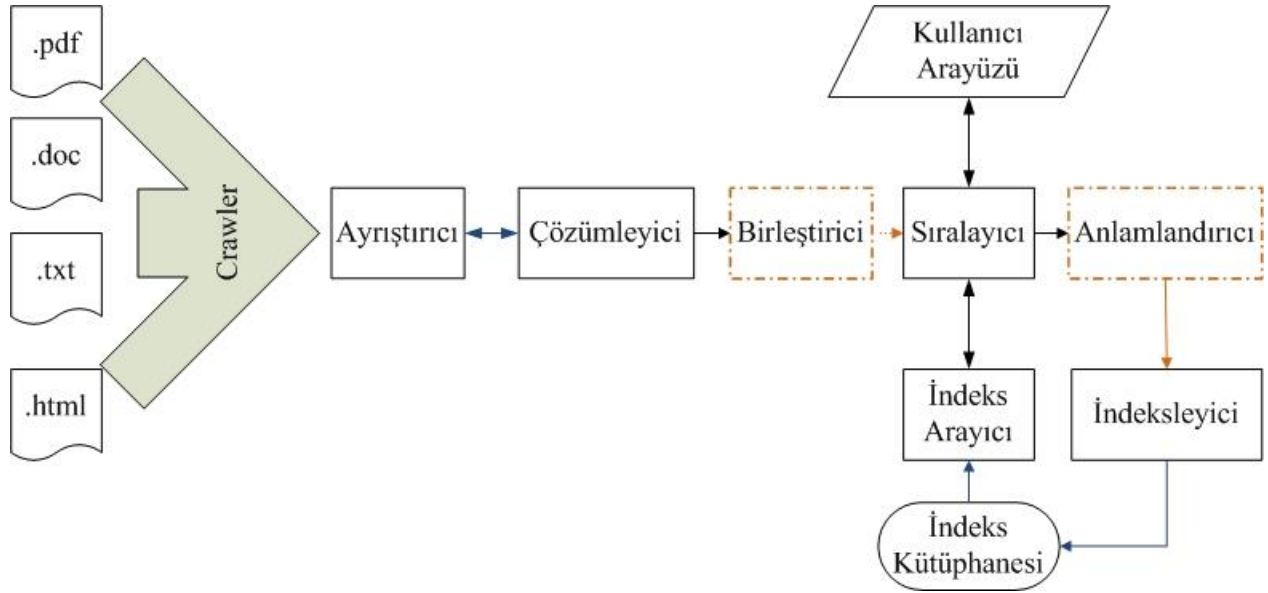 .pdf
.doc
.txt
.html
Crawler
Ayrıştırıcı
Çözümleyici
Birleştirici
Sıralayıcı
Anlamlandırıcı
Kullanıcı
Arayüzü
İndeks
Arayıcı
İndeksleyici
İndeks
Kütüphanesi